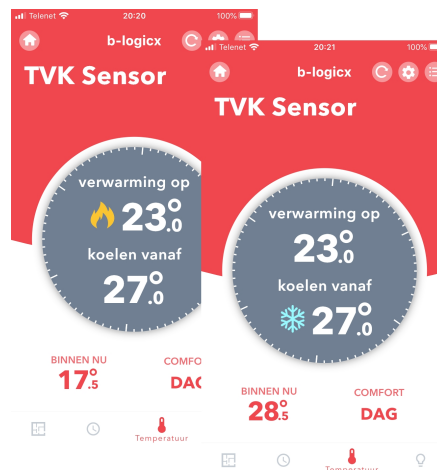 Telenet 20:20 100%
b-logicx
TVK Sensor
verwarming op
23.0°
koelen vanaf
27.0°
BINNEN NU
17.5°
Temperatuur
Telenet 20:21 100%
b-logicx
TVK Sensor
verwarming op
23.0°
koelen vanaf
27.0°
BINNEN NU COMFORT
28.5° DAG
Temperatuur